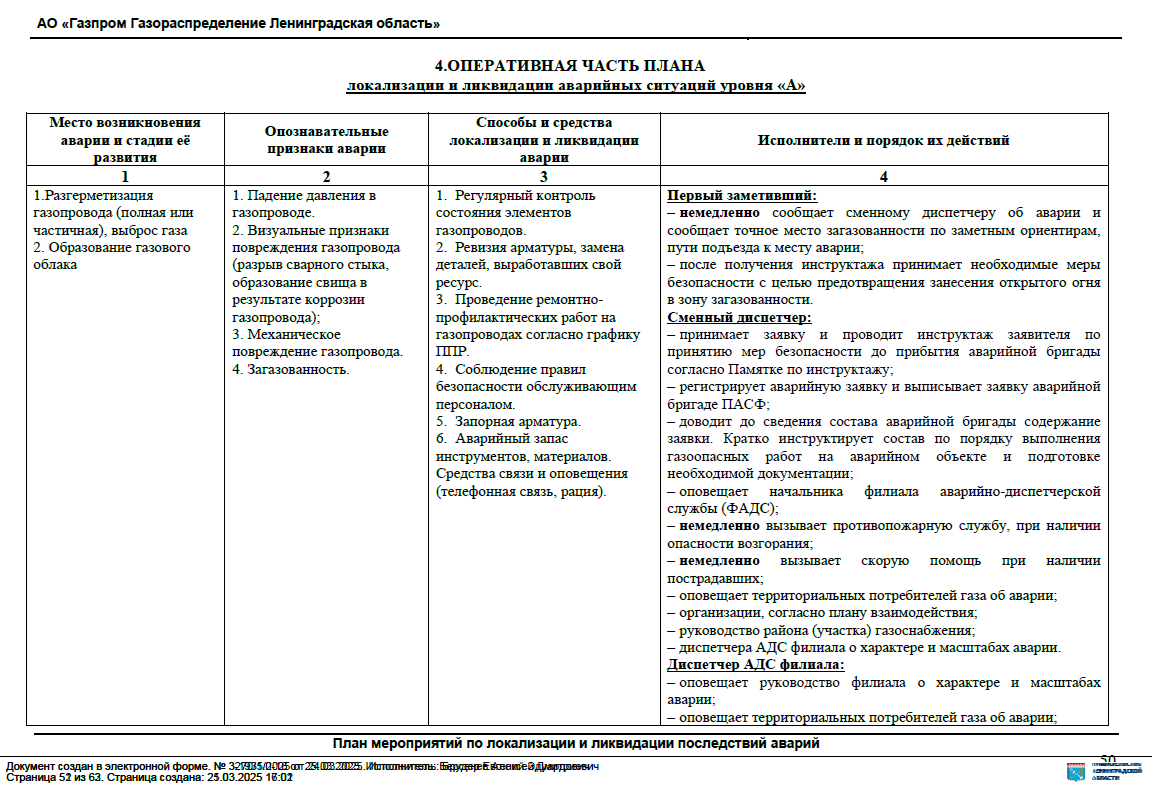 АО «Газпром Газораспределение Ленинградская область»
4.ОПЕРАТИВНАЯ ЧАСТЬ ПЛАНА
локализации и ликвидации аварийных ситуаций уровня «А»
Место возникновения
аварии и стадии её
развития
Опознавательные
признаки аварии
Способы и средства
локализации и ликвидации
аварии
Исполнители и порядок их действий
1
2
3
4
1.Разгерметизация
газопровода (полная или
частичная), выброс газа
2. Образование газового
облака
1. Падение давления в
газопроводе.
2. Визуальные признаки
повреждения газопровода
(разрыв сварного стыка,
образование свища в
результате коррозии
газопровода);
3. Механическое
повреждение газопровода.
4. Загазованность.
1. Регулярный контроль
состояния элементов
газопроводов.
2. Ревизия арматуры, замена
деталей, выработавших свой
ресурс.
3. Проведение ремонтно-
профилактических работ на
газопроводах согласно графику
ППР.
4. Соблюдение правил
безопасности обслуживающим
персоналом.
5. Запорная арматура.
6. Аварийный запас
инструментов, материалов.
Средства связи и оповещения
(телефонная связь, рация).
Первый заметивший:
– немедленно сообщает сменному диспетчеру об аварии и
сообщает точное место загазованности по заметным ориентирам,
пути подъезда к месту аварии;
– после получения инструктажа принимает необходимые меры
безопасности с целью предотвращения занесения открытого огня
в зону загазованности.
Сменный диспетчер:
– принимает заявку и проводит инструктаж заявителя по
принятию мер безопасности до прибытия аварийной бригады
согласно Памятке по инструктажу;
– регистрирует аварийную заявку и выписывает заявку аварийной
бригаде ПАСФ;
– доводит до сведения состава аварийной бригады содержание
заявки. Кратко инструктирует состав по порядку выполнения
газоопасных работ на аварийном объекте и подготовке
необходимой документации;
– оповещает начальника филиала аварийно-диспетчерской
службы (ФАДС);
– немедленно вызывает противопожарную службу, при наличии
опасности возгорания;
– немедленно вызывает скорую помощь при наличии
пострадавших;
– оповещает территориальных потребителей газа об аварии;
– организации, согласно плану взаимодействия;
– руководство района (участка) газоснабжения;
– диспетчера АДС филиала о характере и масштабах аварии.
Диспетчер АДС филиала:
– оповещает руководство филиала о характере и масштабах
аварии;
– оповещает территориальных потребителей газа об аварии;
План мероприятий по локализации и ликвидации последствий аварий
Документ создан в электронной форме. №
Исполнитель:
Страница из 63. Страница создана:
ЛЕНИНГРАДСКОЙ
ОБЛАСТИ